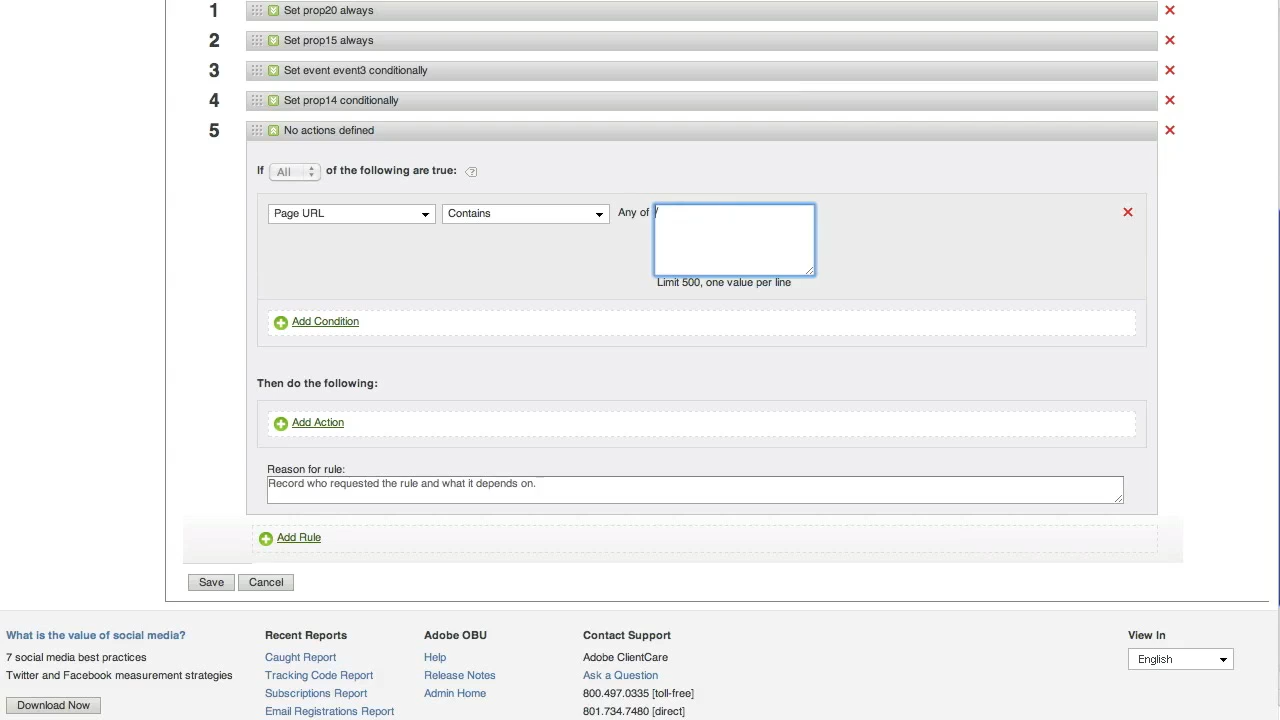 1 Set prop20 always
2 Set prop15 always
3 Set event event3 conditionally
4 Set prop14 conditionally
5 No actions defined
If All of the following are true: ?
Page URL Contains Any of /
Limit 500, one value per line
Add Condition
Then do the following:
Add Action
Reason for rule:
Record who requested the rule and what it depends on.
Add Rule
Save Cancel
What is the value of social media?
7 social media best practices
Twitter and Facebook measurement strategies
Download Now
Recent Reports
Caught Report
Tracking Code Report
Subscriptions Report
Email Registrations Report
Adobe OBU
Help
Release Notes
Admin Home
Contact Support
Adobe ClientCare
Ask a Question
800.497.0335 [toll-free]
801.734.7480 [direct]
View In
English